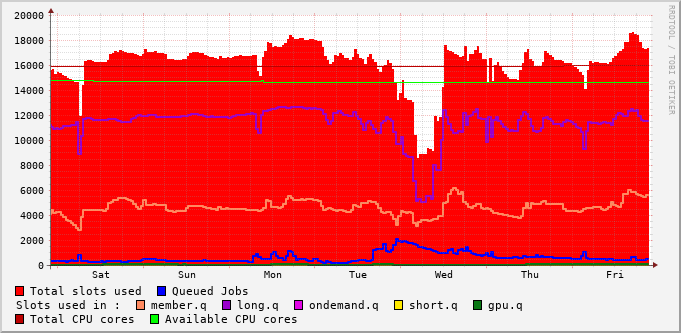 20000
18000
16000
14000
12000
10000
8000
6000
4000
2000
0
Sat Sun Mon Tue Wed Thu Fri
RRDTOOL / TOBI OETIKER
Total slots used Queued Jobs
Slots used in : member.q long.q ondemand.q short.q gpu.q
Total CPU cores Available CPU cores